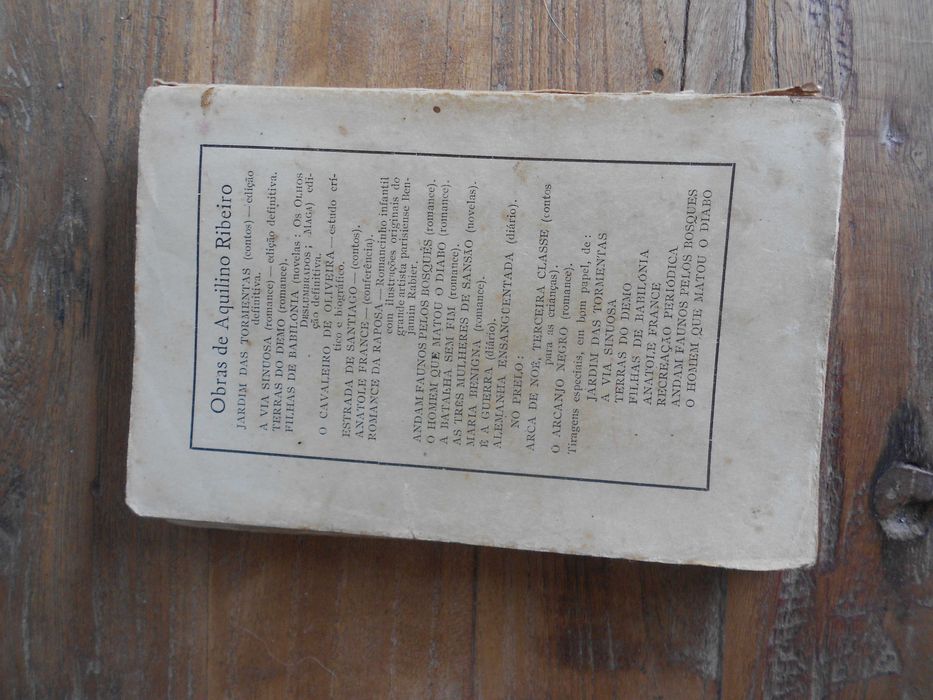 Obras de Aquilino Ribeiro
JARDIM DAS TORMENTAS (contos) — edição
definitiva.
A VIA SINUOSA (romance) — edição definitiva.
TERRAS DO DEMO (romance).
FILHAS DE BABILONIA (novelas: OS OLHOS
DESLUMBRADOS; MAGA) edi-
ção definitiva.
O CAVALEIRO DE OLIVEIRA — estudo crí-
tico e biográfico.
ESTRADA DE SANTIAGO — (contos).
ANATOLE FRANCE — (conferência).
ROMANCE DA RAPOSA — Romancinho infantil
com ilustrações originais do
grande artista parisiense Ben-
jamin Rabier.
ANDAM FAUNOS PELOS BOSQUES (romance).
O HOMEM QUE MATOU O DIABO (romance).
A BATALHA SEM FIM (romance).
AS TRES MULHERES DE SANSÃO (novelas).
MARIA BENIGNA (romance).
É A GUERRA (diário).
ALEMANHA ENSANGUENTADA (diário).
NO PRELO:
ARCA DE NOÉ, TERCEIRA CLASSE (contos
para as crianças).
O ARCANJO NEGRO (romance).
Tiragens especiais, em bom papel, de:
JARDIM DAS TORMENTAS
A VIA SINUOSA
TERRAS DO DEMO
FILHAS DE BABILONIA
ANATOLE FRANCE
RECREAÇÃO PERIODICA
ANDAM FAUNOS PELOS BOSQUES
O HOMEM QUE MATOU O DIABO